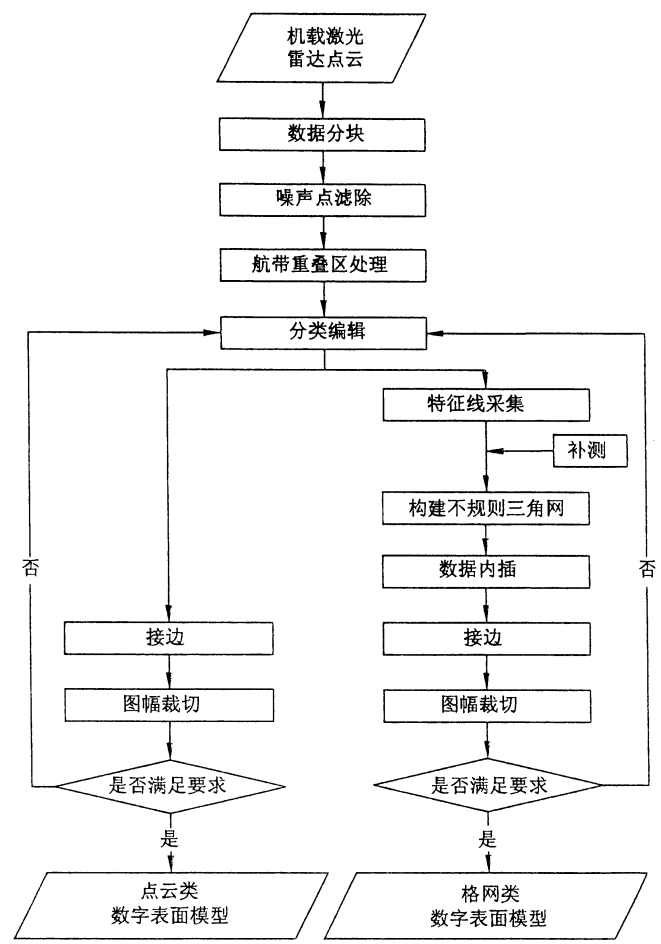 机载激光
雷达点云
数据分块
噪声点滤除
航带重叠区处理
分类编辑
特征线采集
补测
构建不规则三角网
否
数据内插
否
接边
接边
图幅裁切
图幅裁切
是否满足要求
是否满足要求
是
是
点云类
数字表面模型
格网类
数字表面模型